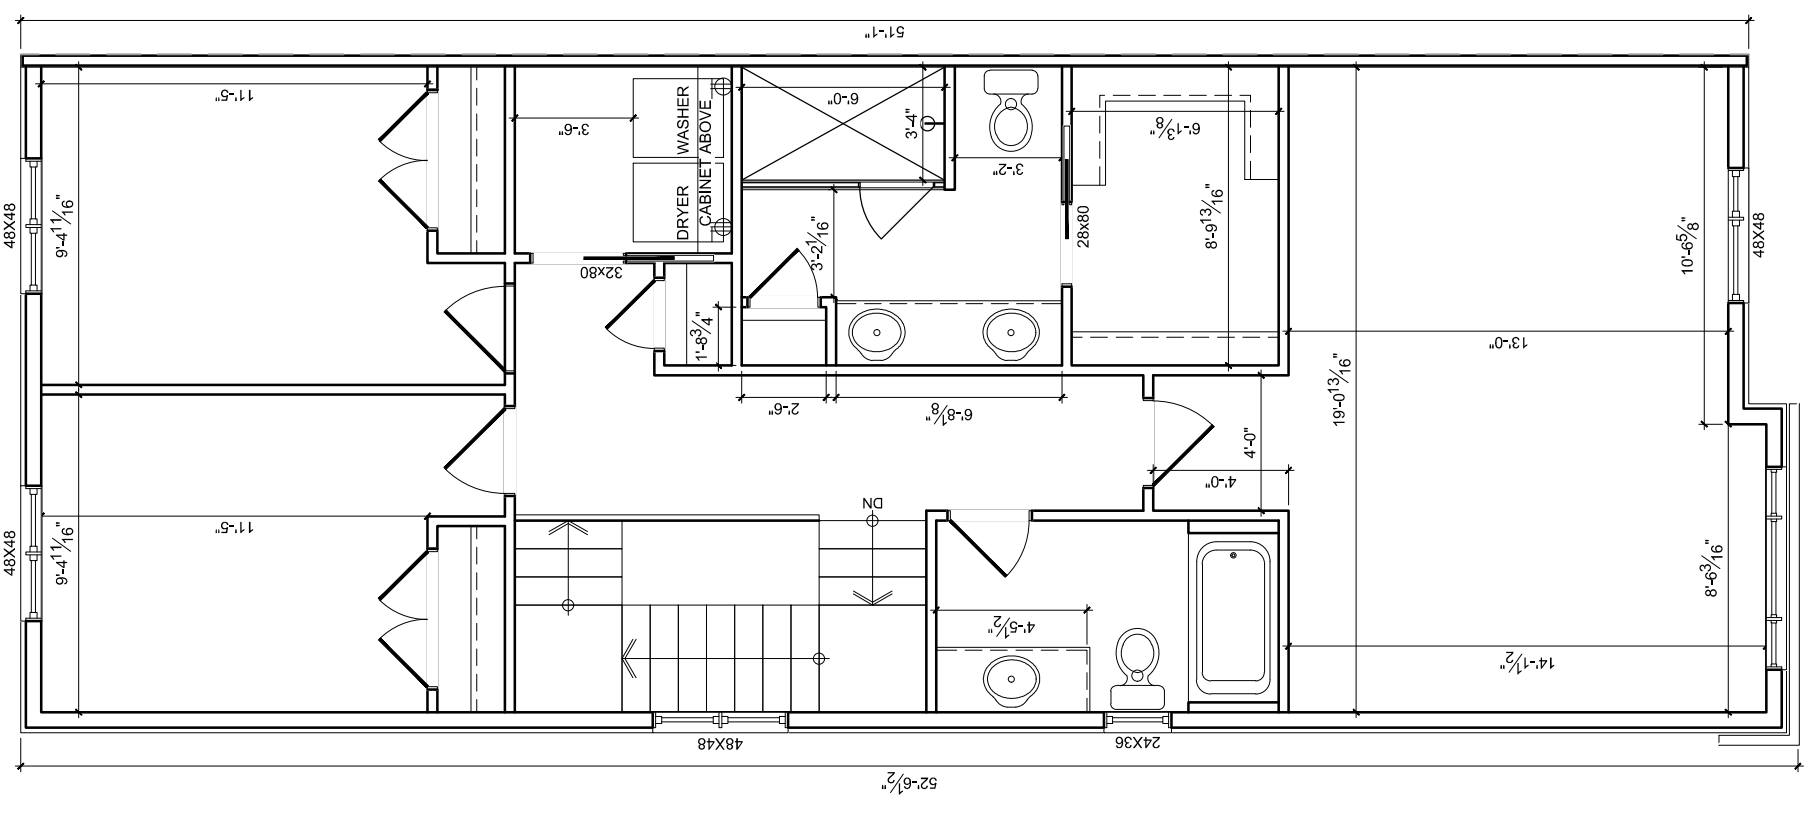 51'-1"
11'-5"
3'-6"
WASHER
CABINET ABOVE
DRYER
6'-0"
3'-4"
3'-2"
6'-1 3/8"
28x80
8'-9 13/16"
48X48
9'-4 11/16"
32x80
3'-2 1/16"
1'-8 3/4"
10'-6 5/8"
48X48
13'-0"
19'-0 13/16"
2'-6"
6'-8 1/8"
4'-0"
4'-0"
DN
48X48
9'-4 11/16"
11'-5"
4'-5 1/2"
8'-6 3/16"
14'-1 1/2"
48X48
24X36
52'-6 1/2"